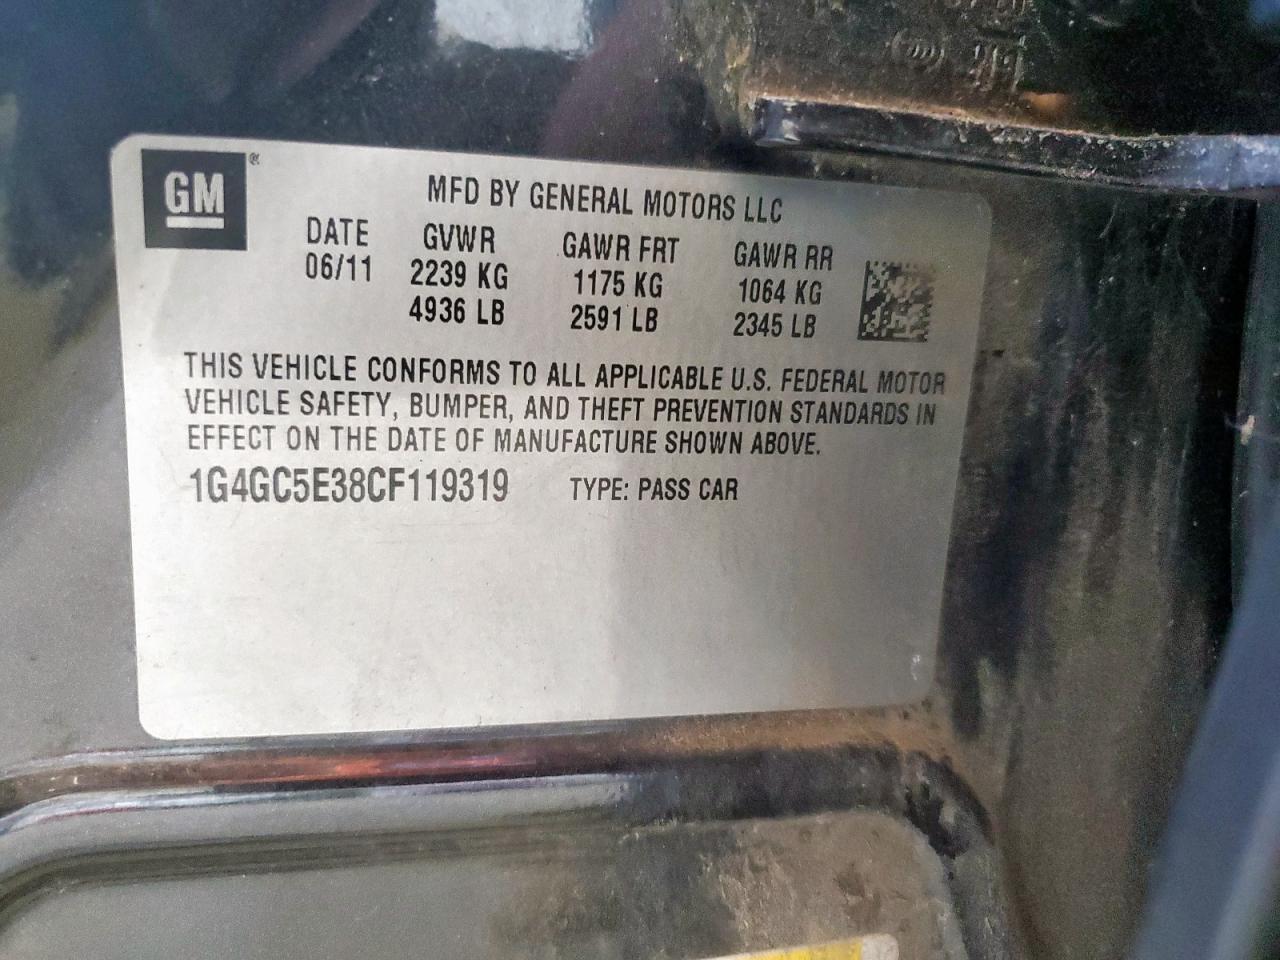 GM®
MFD BY GENERAL MOTORS LLC
DATE GVWR GAWR FRT GAWR RR
06/11 2239 KG 1175 KG 1064 KG
4936 LB 2591 LB 2345 LB
THIS VEHICLE CONFORMS TO ALL APPLICABLE U.S. FEDERAL MOTOR
VEHICLE SAFETY, BUMPER, AND THEFT PREVENTION STANDARDS IN
EFFECT ON THE DATE OF MANUFACTURE SHOWN ABOVE.
1G4GC5E38CF119319 TYPE: PASS CAR